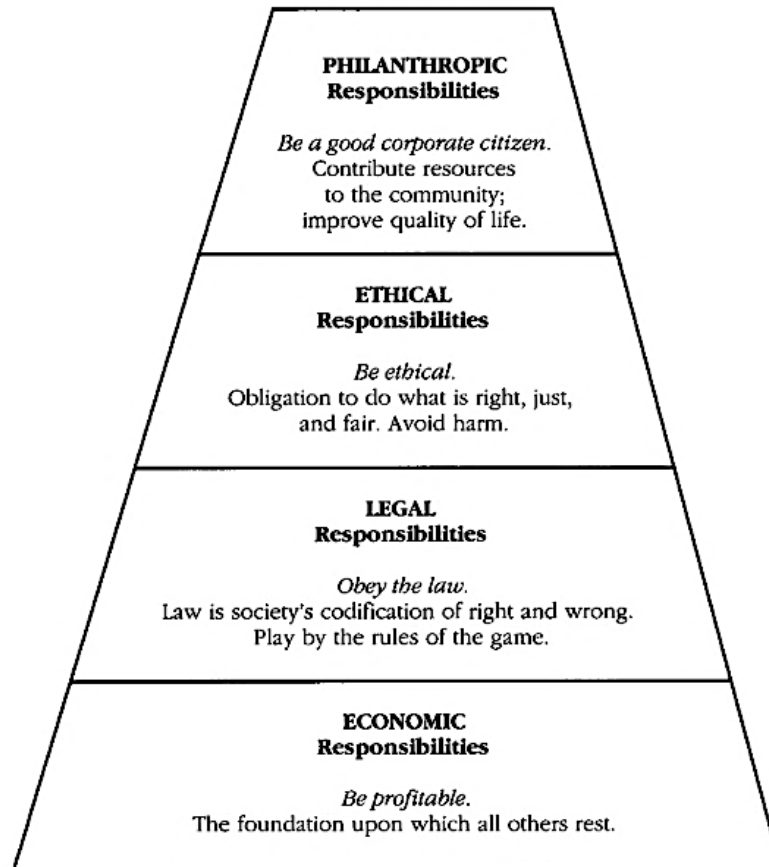 PHILANTHROPIC
Responsibilities
Be a good corporate citizen.
Contribute resources
to the community;
improve quality of life.
ETHICAL
Responsibilities
Be ethical.
Obligation to do what is right, just,
and fair. Avoid harm.
LEGAL
Responsibilities
Obey the law.
Law is society's codification of right and wrong.
Play by the rules of the game.
ECONOMIC
Responsibilities
Be profitable.
The foundation upon which all others rest.